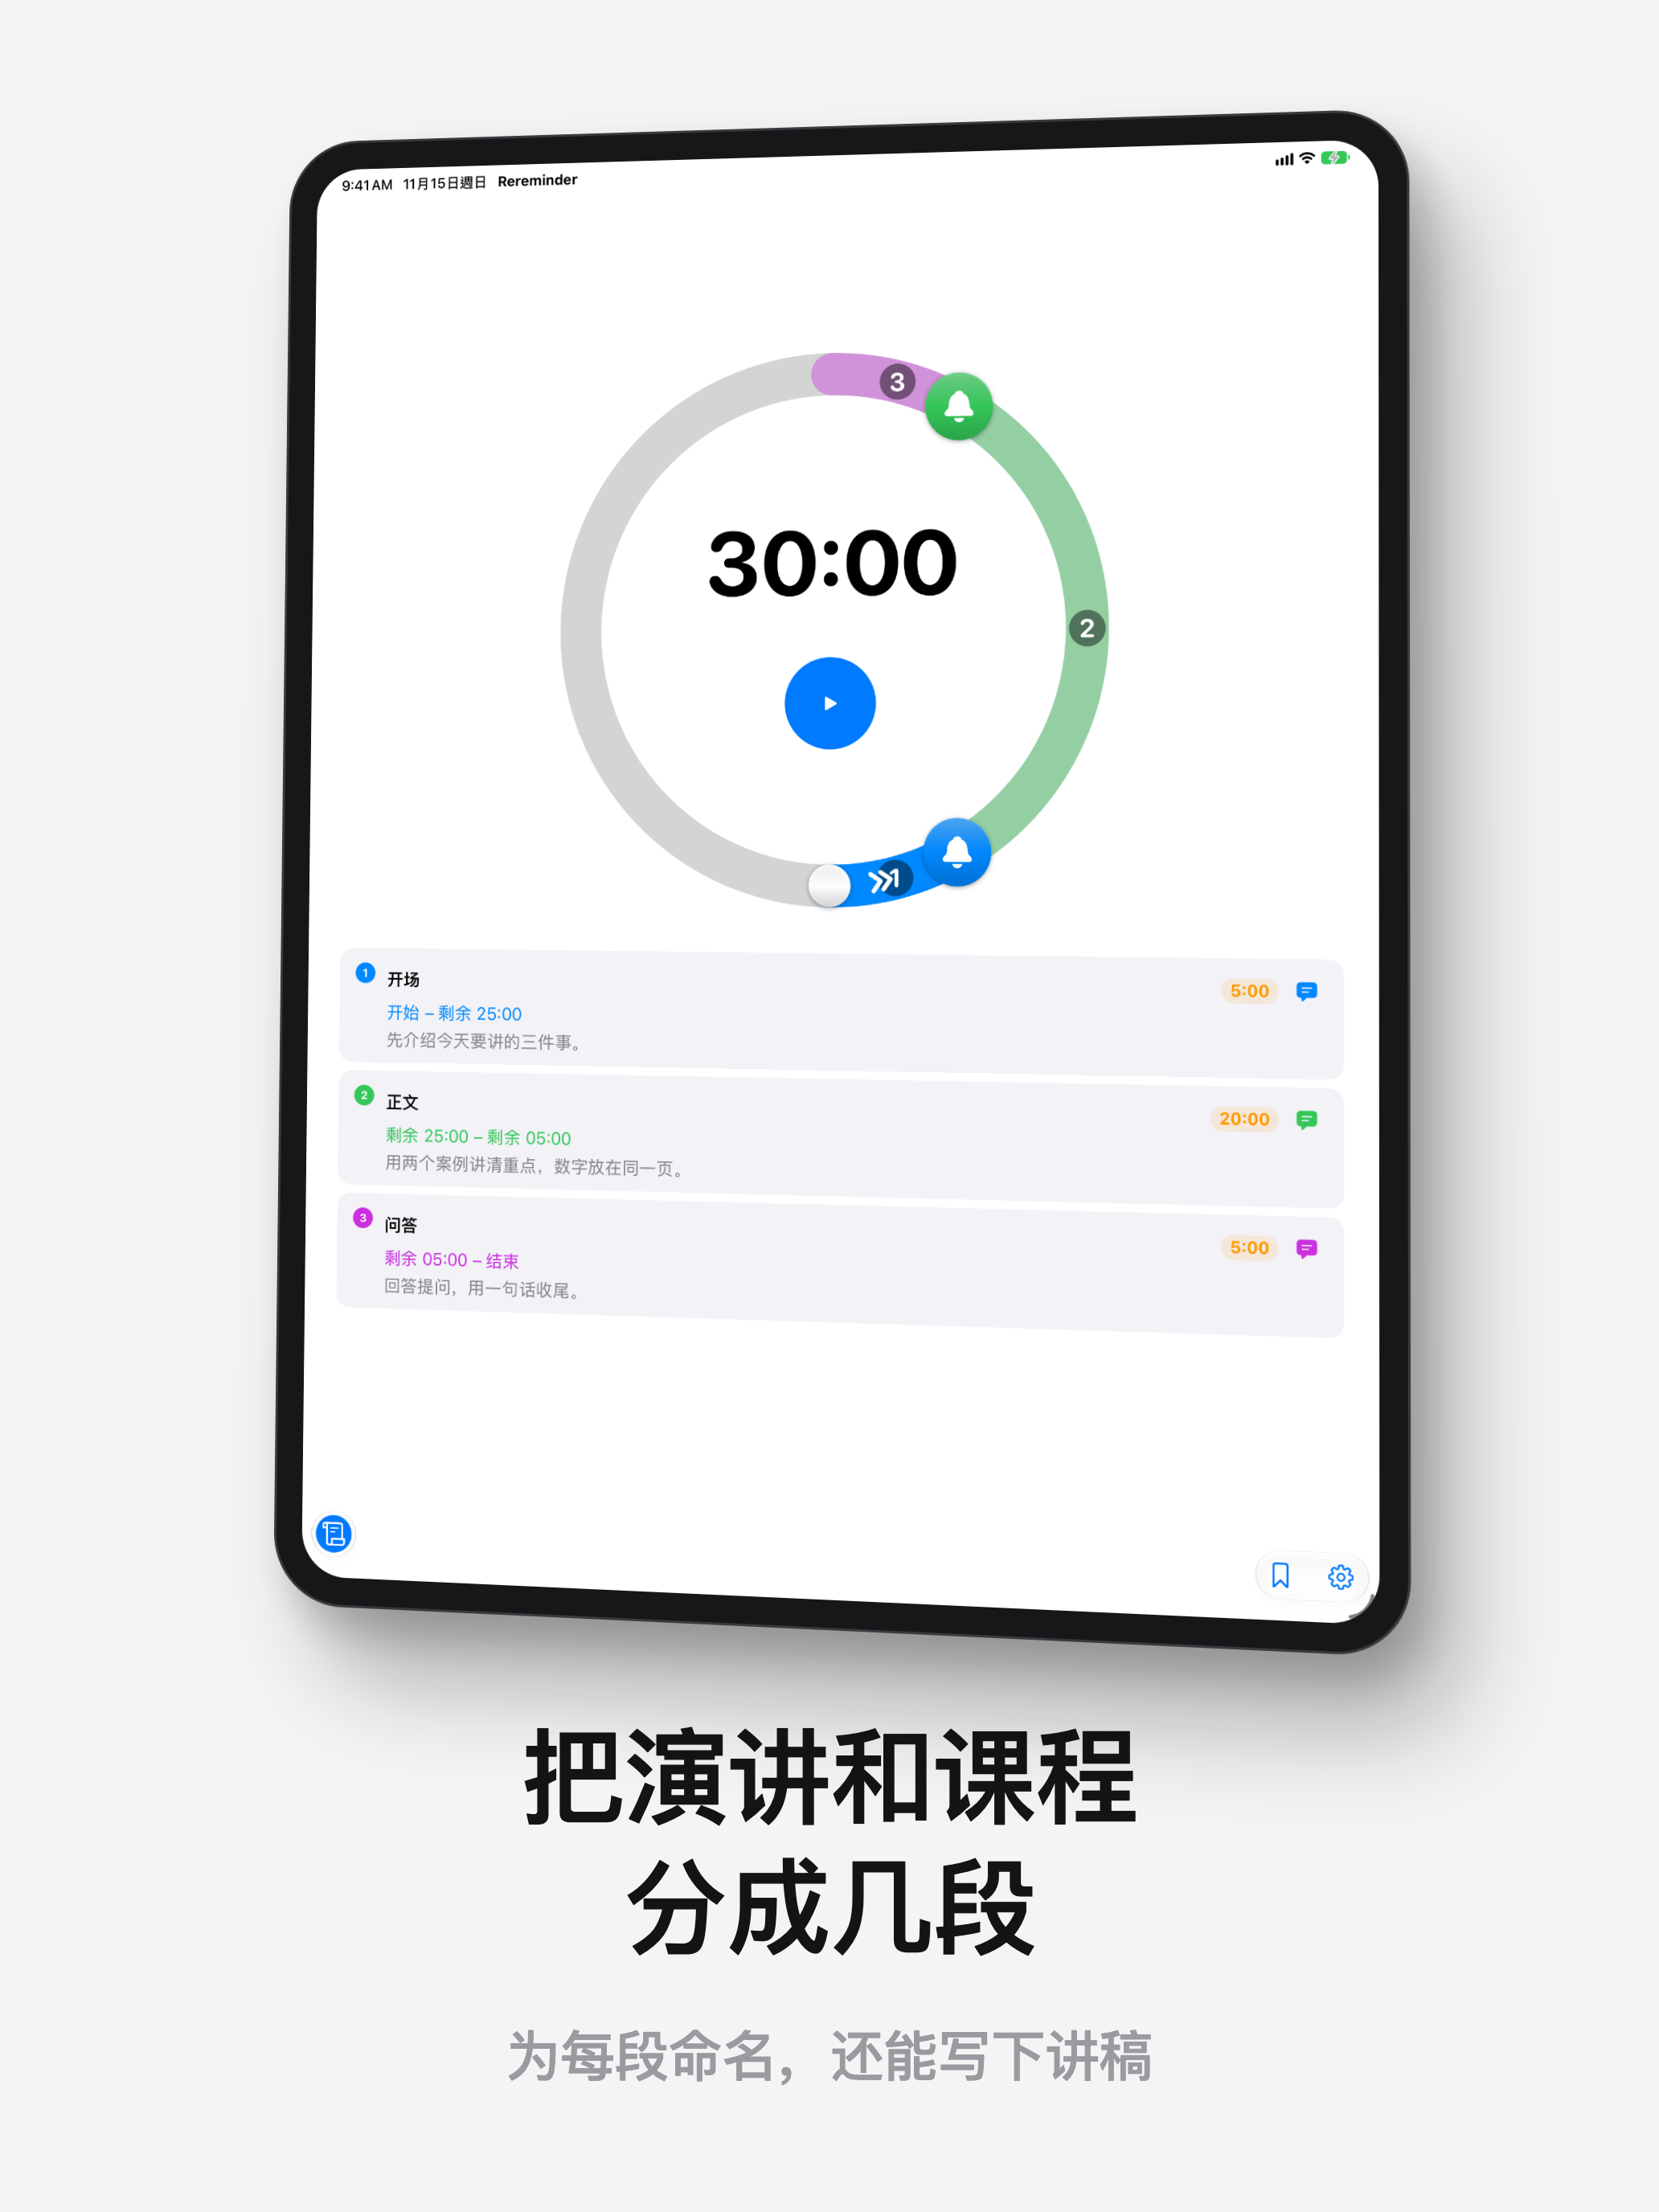 9:41 AM 11月15日週日 Rereminder
3
30:00
2
1
1 开场
5:00
开始 – 剩余 25:00
先介绍今天要讲的三件事。
2 正文
20:00
剩余 25:00 – 剩余 05:00
用两个案例讲清重点，数字放在同一页。
3 问答
5:00
剩余 05:00 – 结束
回答提问，用一句话收尾。
把演讲和课程
分成几段
为每段命名，还能写下讲稿